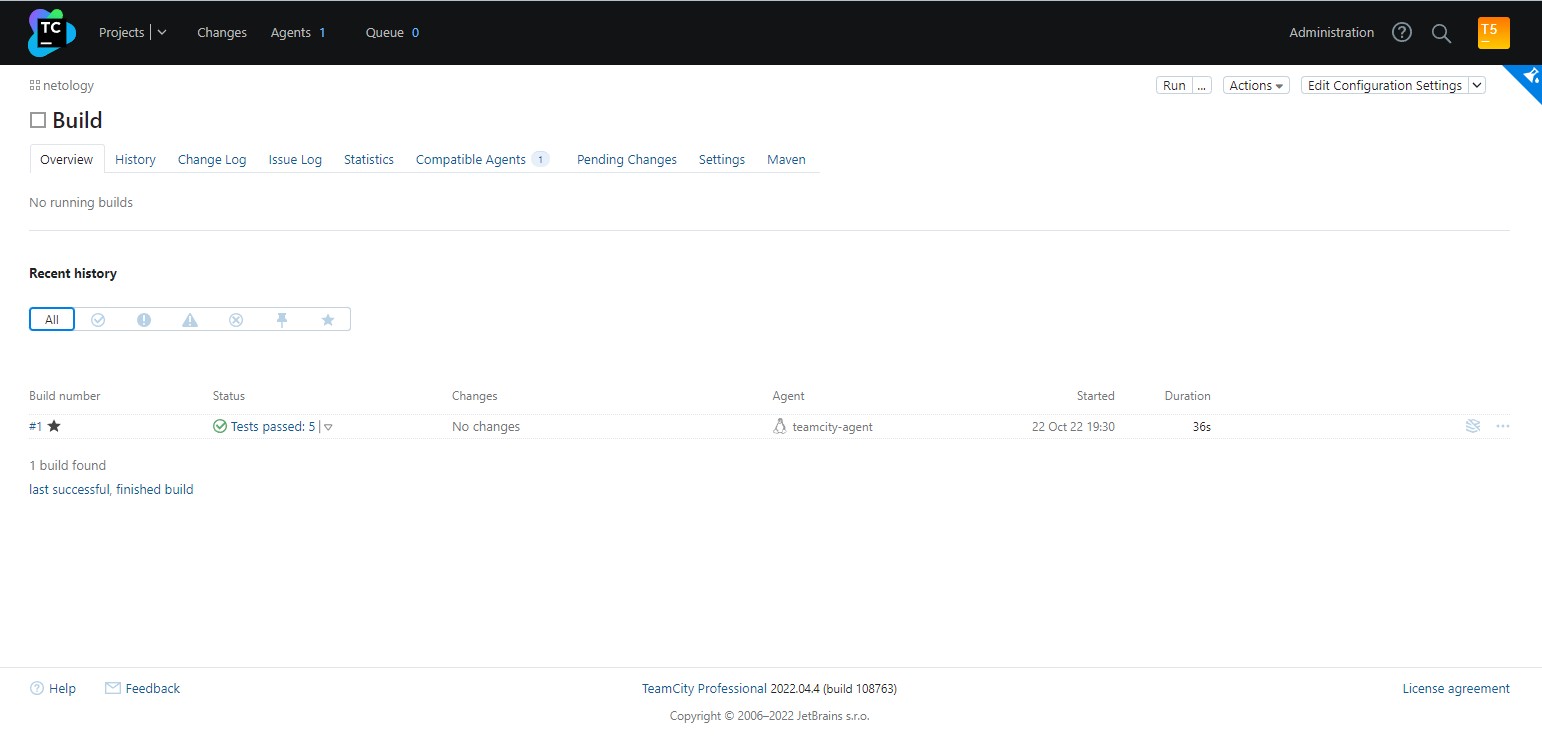 TC Projects Changes Agents 1 Queue 0 Administration T5
netology Run ... Actions Edit Configuration Settings
Build
Overview History Change Log Issue Log Statistics Compatible Agents 1 Pending Changes Settings Maven
No running builds
Recent history
All
Build number Status Changes Agent Started Duration
#1 Tests passed: 5 No changes teamcity-agent 22 Oct 22 19:30 36s
1 build found
last successful, finished build
Help Feedback TeamCity Professional 2022.04.4 (build 108763) License agreement
Copyright © 2006–2022 JetBrains s.r.o.